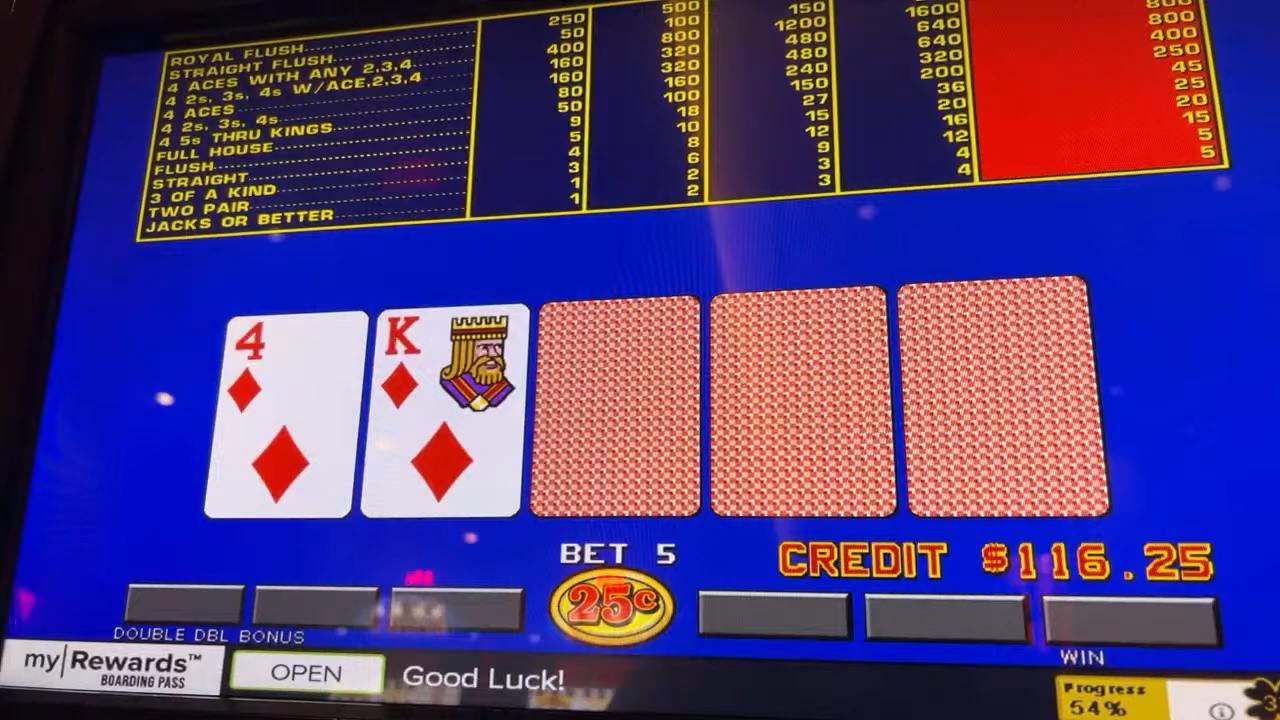 ROYAL FLUSH 250 500
STRAIGHT FLUSH 50 100 150
4 ACES WITH ANY 2,3,4 400 800 1200 1600
4 2s, 3s, 4s W/ACE,2,3,4 160 320 480 640 800
4 ACES 160 320 480 640 800
4 2s, 3s, 4s 80 160 240 320 400
4 5s THRU KINGS 50 100 150 200 250
FULL HOUSE 9 18 27 36 45
FLUSH 5 10 15 20 25
STRAIGHT 4 8 12 16 20
3 OF A KIND 3 6 9 12 15
TWO PAIR 1 2 3 4 5
JACKS OR BETTER 1 2 3 4 5
4 K
BET 5 CREDIT $116.25
25¢
DOUBLE DBL BONUS
WIN
my|Rewards™
BOARDING PASS
OPEN
Good Luck!
Progress
54%
3